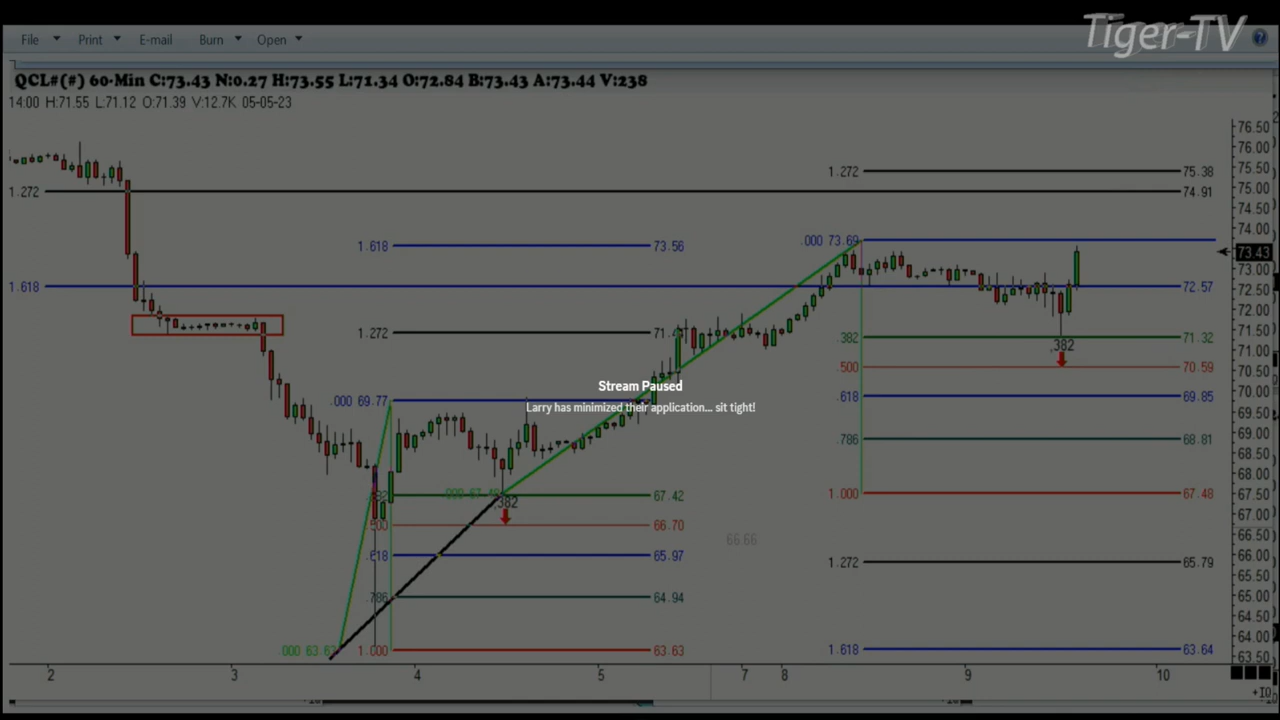 Tiger-TV
File Print E-mail Burn Open
QCL#(#) 60-Min C:73.43 N:0.27 H:73.55 L:71.34 O:72.84 B:73.43 A:73.44 V:238
14:00 H:71.55 L:71.12 O:71.39 V:12.7K 05-05-23
76.50
76.00
1.272 75.38 75.50
1.272 74.91 75.00
74.50
74.00
1.618 73.56 .000 73.69
73.43
73.00
1.618 72.57 72.50
72.00
1.272 71.50
.382 71.32
.382 71.00
.500 70.59 70.50
Stream Paused
.000 69.77 .618 69.85 70.00
Larry has minimized their application... sit tight!
69.50
69.00
.786 68.81
68.50
68.00
67.42 1.000 67.48 67.50
.382 67.00
.500 66.70
66.66 66.50
.618 65.97 66.00
1.272 65.79
65.50
.786 64.94 65.00
64.50
64.00
.000 63.63 1.000 63.63 1.618 63.64
63.50
2 3 4 5 7 8 9 10
+10